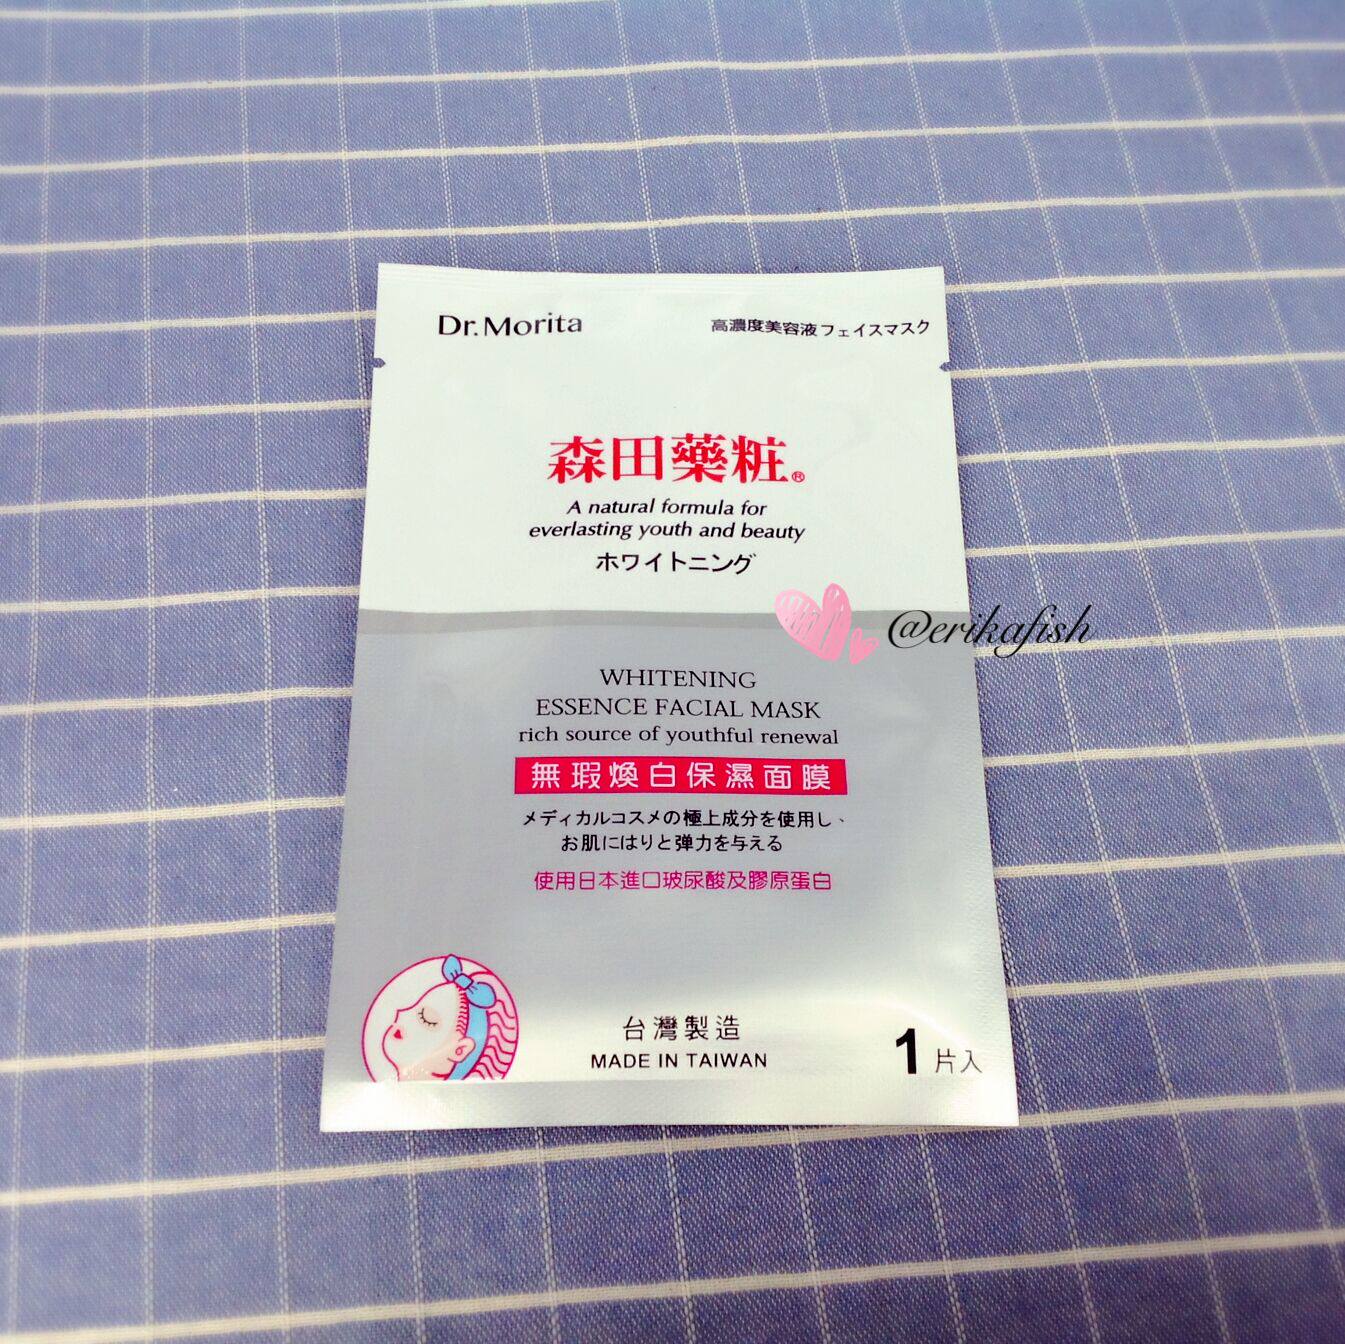 Dr.Morita
高濃度美容液フェイスマスク
森田藥粧®
A natural formula for
everlasting youth and beauty
ホワイトニング
@erikafish
WHITENING
ESSENCE FACIAL MASK
rich source of youthful renewal
無瑕煥白保濕面膜
メディカルコスメの極上成分を使用し、
お肌にはりと弾力を与える
使用日本進口玻尿酸及膠原蛋白
台灣製造
MADE IN TAIWAN
1片入